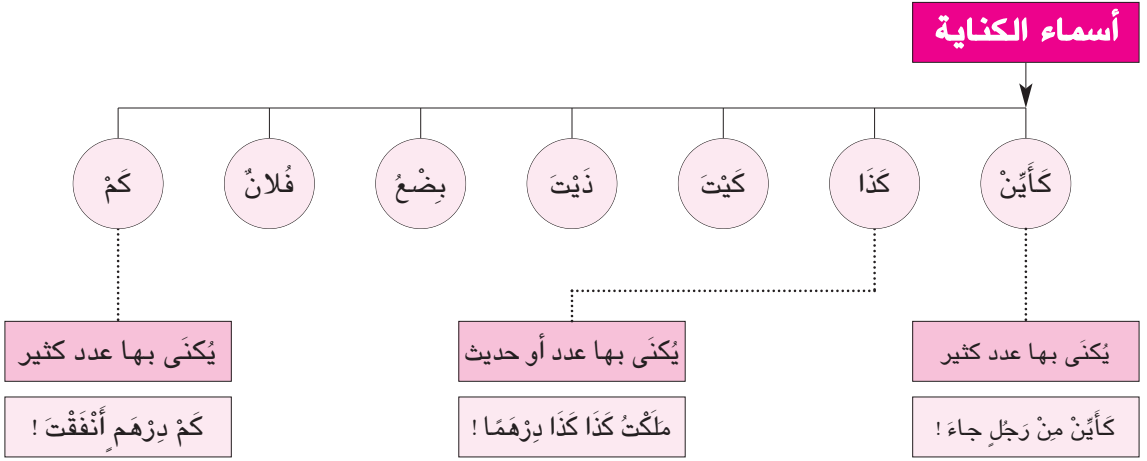 أسماء الكناية
كَأَيِّنْ
كَذَا
كَيْتَ
ذَيْتَ
بِضْعُ
فُلانٌ
كَمْ
يُكنَى بها عدد كثير
يُكنَى بها عدد أو حديث
يُكنَى بها عدد كثير
كَأَيِّنْ مِنْ رَجُلٍ جاءَ !
مَلَكْتُ كَذَا كَذَا دِرْهَمًا !
كَمْ دِرْهَمٍ أَنْفَقْتَ !